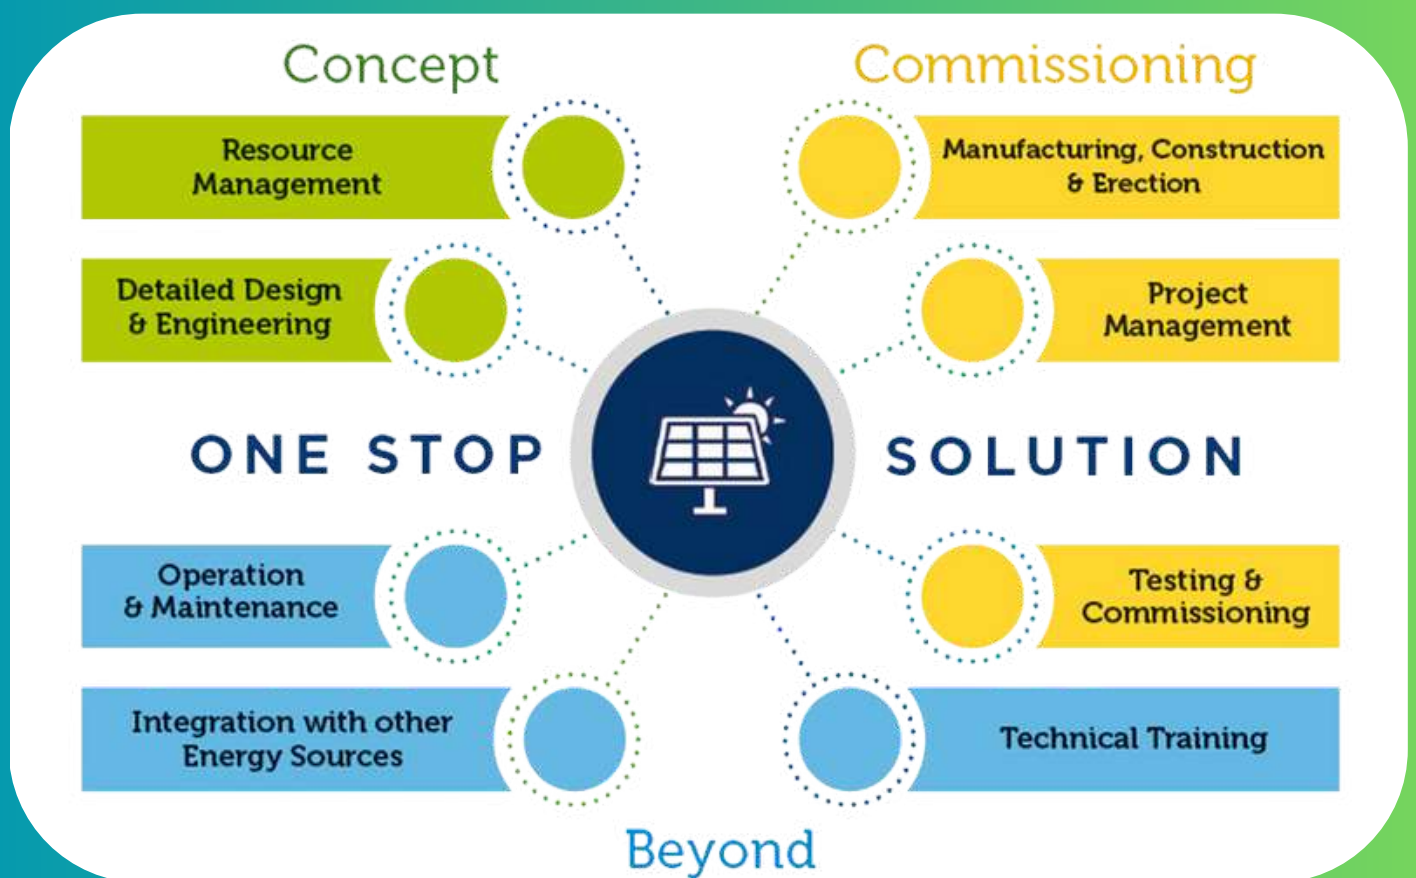 Concept
Commissioning
Resource
Management
Manufacturing, Construction
& Erection
Detailed Design
& Engineering
Project
Management
ONE STOP SOLUTION
Operation
& Maintenance
Testing &
Commissioning
Integration with other
Energy Sources
Technical Training
Beyond